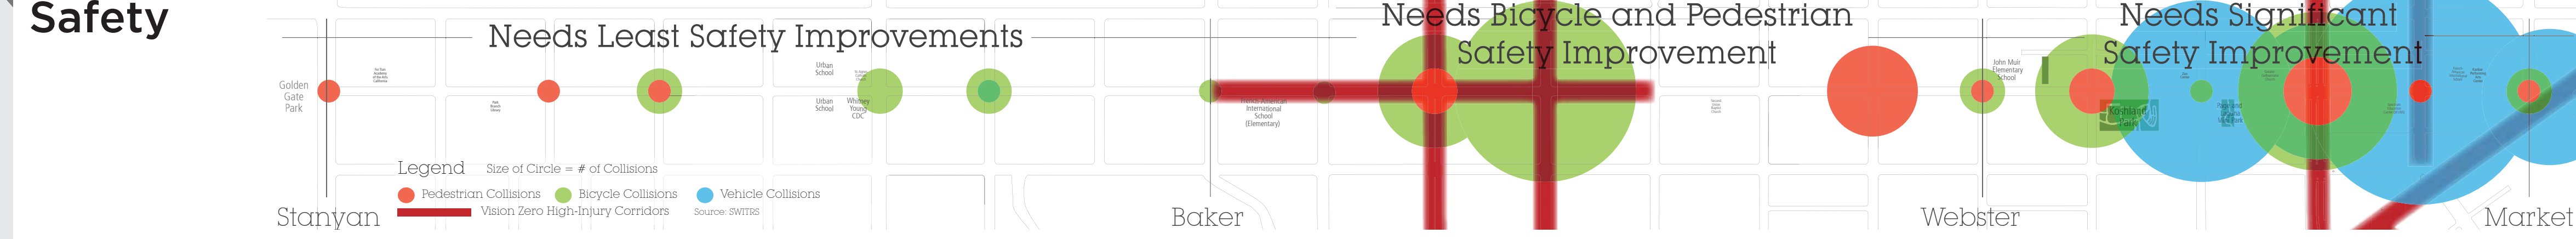 Safety
Needs Least Safety Improvements
Needs Bicycle and Pedestrian
Safety Improvement
Needs Significant
Safety Improvement
Golden
Gate
Park
Urban
School
Urban
School
Whitney
Young
CDC
International
School
(Elementary)
John Muir
Elementary
School
Koshland
Park
Legend
Size of Circle = # of Collisions
Pedestrian Collisions
Bicycle Collisions
Vehicle Collisions
Vision Zero High-Injury Corridors
Source: SWITRS
Stanyan
Baker
Webster
Market